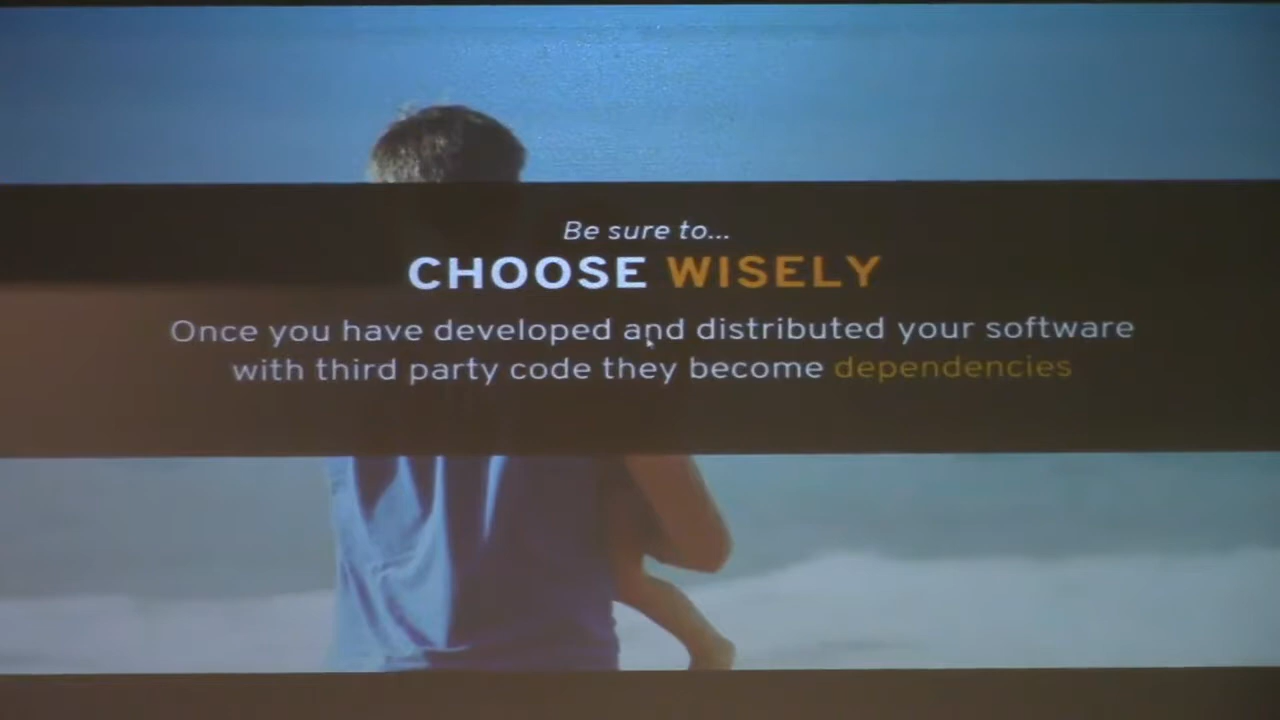 Be sure to...
CHOOSE WISELY
Once you have developed and distributed your software
with third party code they become dependencies